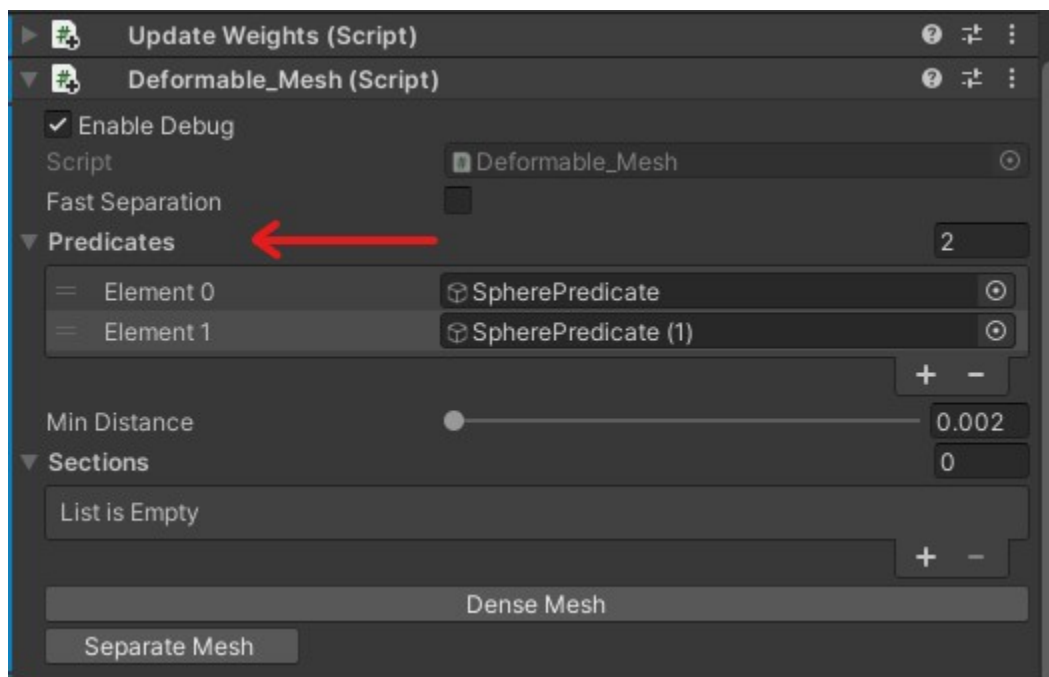 Update Weights (Script)
Deformable_Mesh (Script)
Enable Debug
Script Deformable_Mesh
Fast Separation
Predicates 2
Element 0 SpherePredicate
Element 1 SpherePredicate (1)
+ −
Min Distance 0.002
Sections 0
List is Empty
+ −
Dense Mesh
Separate Mesh